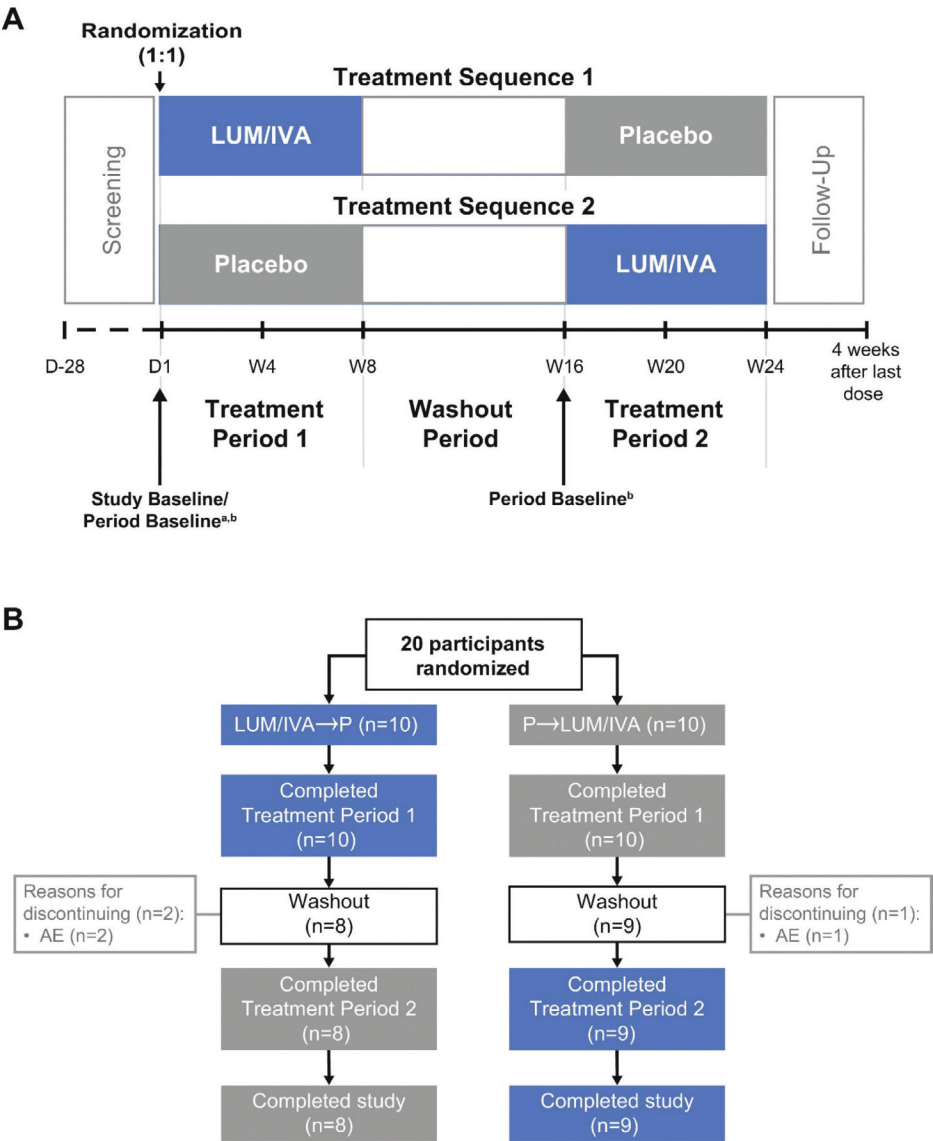 A
Randomization
(1:1)
Treatment Sequence 1
Screening
LUM/IVA
Placebo
Follow-Up
Treatment Sequence 2
Placebo
LUM/IVA
D-28
D1
W4
W8
W16
W20
W24
4 weeks
after last
dose
Treatment
Period 1
Washout
Period
Treatment
Period 2
Study Baseline/
Period Baselineᵃ,ᵇ
Period Baselineᵇ
B
20 participants
randomized
LUM/IVA→P (n=10)
P→LUM/IVA (n=10)
Completed
Treatment Period 1
(n=10)
Completed
Treatment Period 1
(n=10)
Reasons for
discontinuing (n=2):
• AE (n=2)
Washout
(n=8)
Washout
(n=9)
Reasons for
discontinuing (n=1):
• AE (n=1)
Completed
Treatment Period 2
(n=8)
Completed
Treatment Period 2
(n=9)
Completed study
(n=8)
Completed study
(n=9)